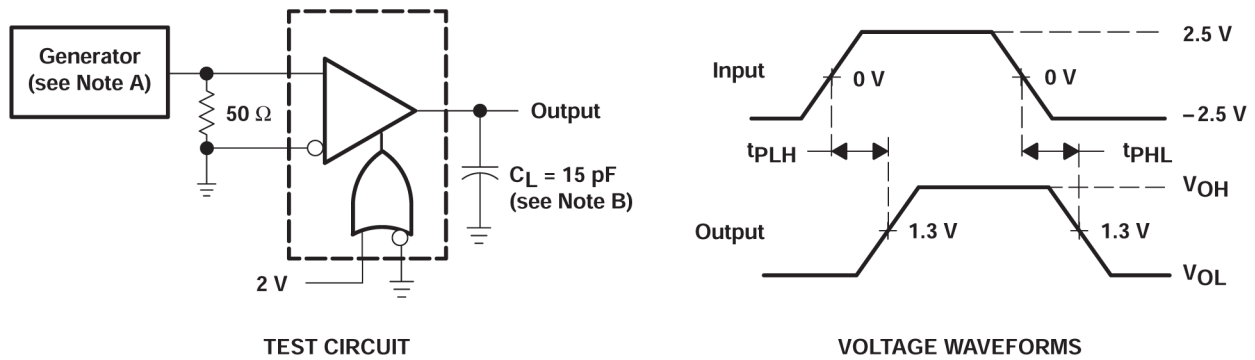 Generator
(see Note A)
50 Ω
Output
CL = 15 pF
(see Note B)
2 V
TEST CIRCUIT
Input
0 V
0 V
2.5 V
−2.5 V
tPLH
tPHL
Output
1.3 V
1.3 V
VOH
VOL
VOLTAGE WAVEFORMS